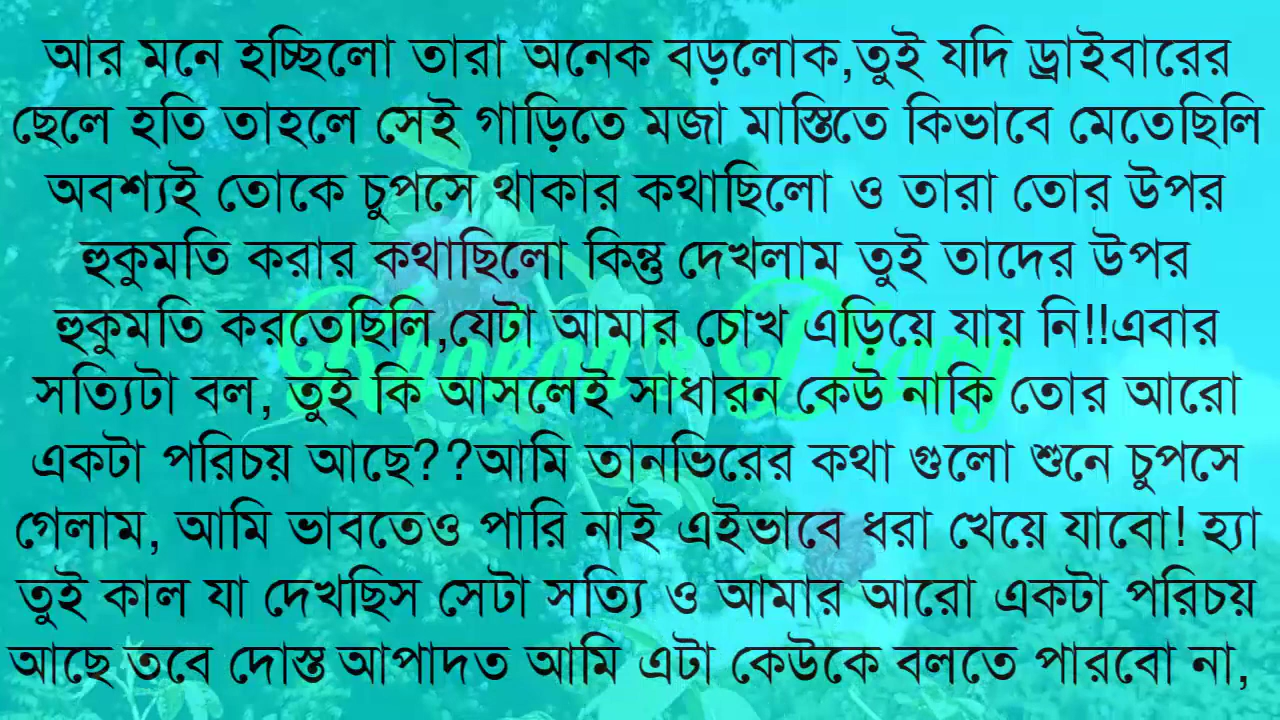 আর মনে হচ্ছিলো তারা অনেক বড়লোক,তুই যদি ড্রাইবারের
ছেলে হতি তাহলে সেই গাড়িতে মজা মাস্তিতে কিভাবে মেতেছিলি
অবশ্যই তোকে চুপসে থাকার কথাছিলো ও তারা তোর উপর
হুকুমতি করার কথাছিলো কিন্তু দেখলাম তুই তাদের উপর
হুকুমতি করতেছিলি,যেটা আমার চোখ এড়িয়ে যায় নি!!এবার
সত্যিটা বল, তুই কি আসলেই সাধারন কেউ নাকি তোর আরো
একটা পরিচয় আছে??আমি তানভিরের কথা গুলো শুনে চুপসে
গেলাম, আমি ভাবতেও পারি নাই এইভাবে ধরা খেয়ে যাবো! হ্যা
তুই কাল যা দেখছিস সেটা সত্যি ও আমার আরো একটা পরিচয়
আছে তবে দোস্ত আপাদত আমি এটা কেউকে বলতে পারবো না,